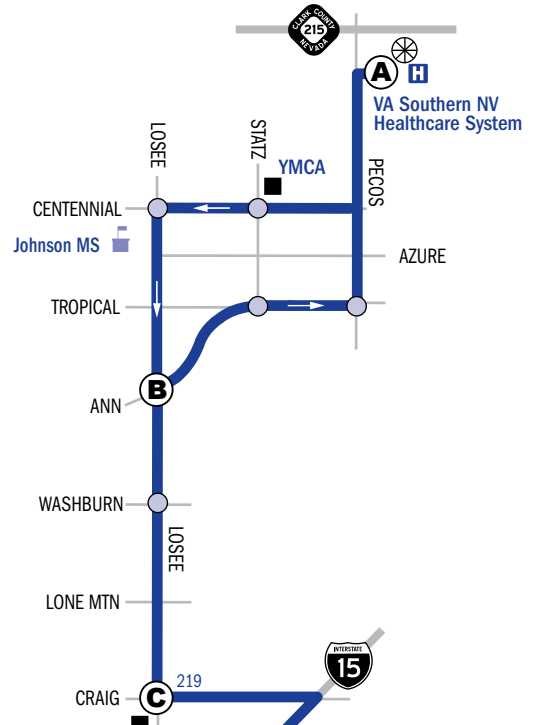 CLARK COUNTY
215
NEVADA
A
H
VA Southern NV
Healthcare System
LOSEE
STATZ
YMCA
PECOS
CENTENNIAL
Johnson MS
AZURE
TROPICAL
B
ANN
WASHBURN
LOSEE
LONE MTN
INTERSTATE
15
219
CRAIG
C